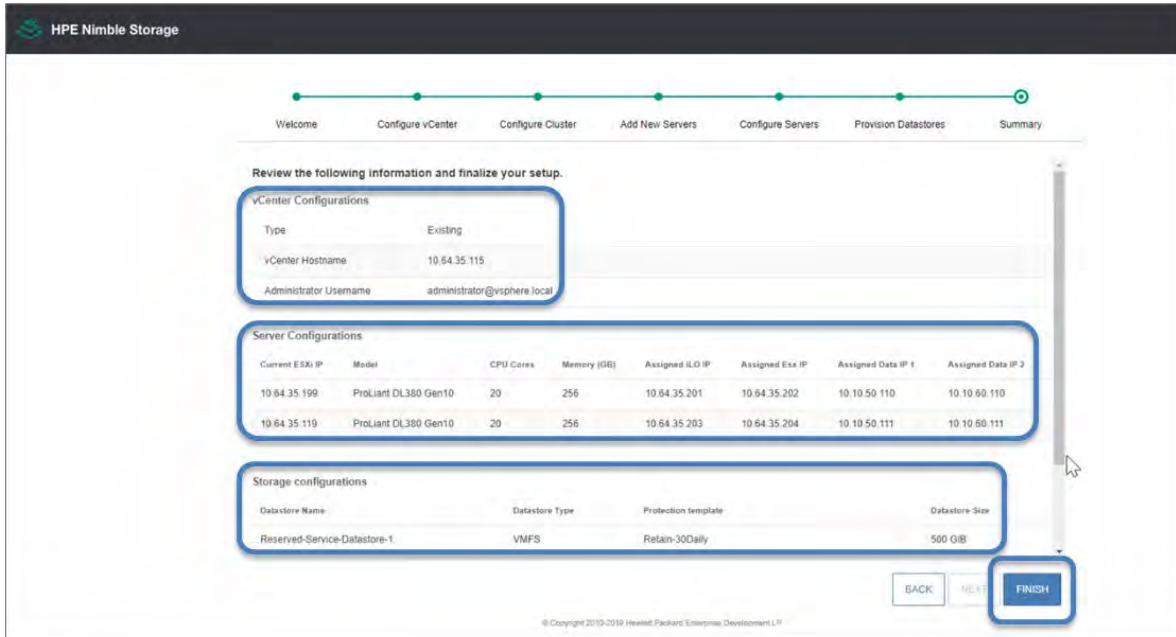 HPE Nimble Storage
Welcome Configure vCenter Configure Cluster Add New Servers Configure Servers Provision Datastores Summary
Review the following information and finalize your setup.
vCenter Configurations
Type Existing
vCenter Hostname 10.64.35.115
Administrator Username administrator@vsphere.local
Server Configurations
Current ESXi IP Model CPU Cores Memory (GB) Assigned iLO IP Assigned Esx IP Assigned Data IP 1 Assigned Data IP 2
10.64.35.199 ProLiant DL380 Gen10 20 256 10.64.35.201 10.64.35.202 10.10.50.110 10.10.60.110
10.64.35.119 ProLiant DL380 Gen10 20 256 10.64.35.203 10.64.35.204 10.10.50.111 10.10.60.111
Storage configurations
Datastore Name Datastore Type Protection template Datastore Size
Reserved-Service-Datastore-1 VMFS Retain-30Daily 500 GiB
BACK NEXT FINISH
© Copyright 2010-2019 Hewlett Packard Enterprise Development LP